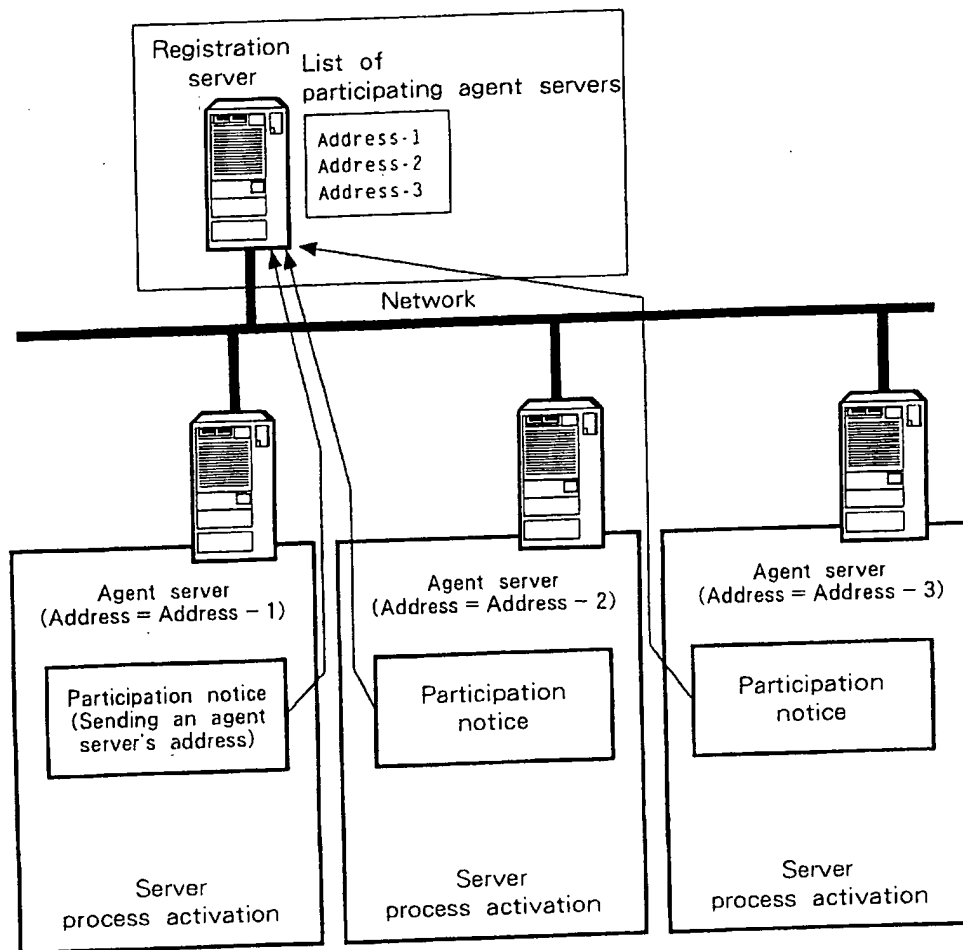 Registration
server
List of
participating agent servers
Address-1
Address-2
Address-3
Network
Agent server
(Address = Address - 1)
Participation notice
(Sending an agent
server's address)
Server
process activation
Agent server
(Address = Address - 2)
Participation
notice
Server
process activation
Agent server
(Address = Address - 3)
Participation
notice
Server
process activation